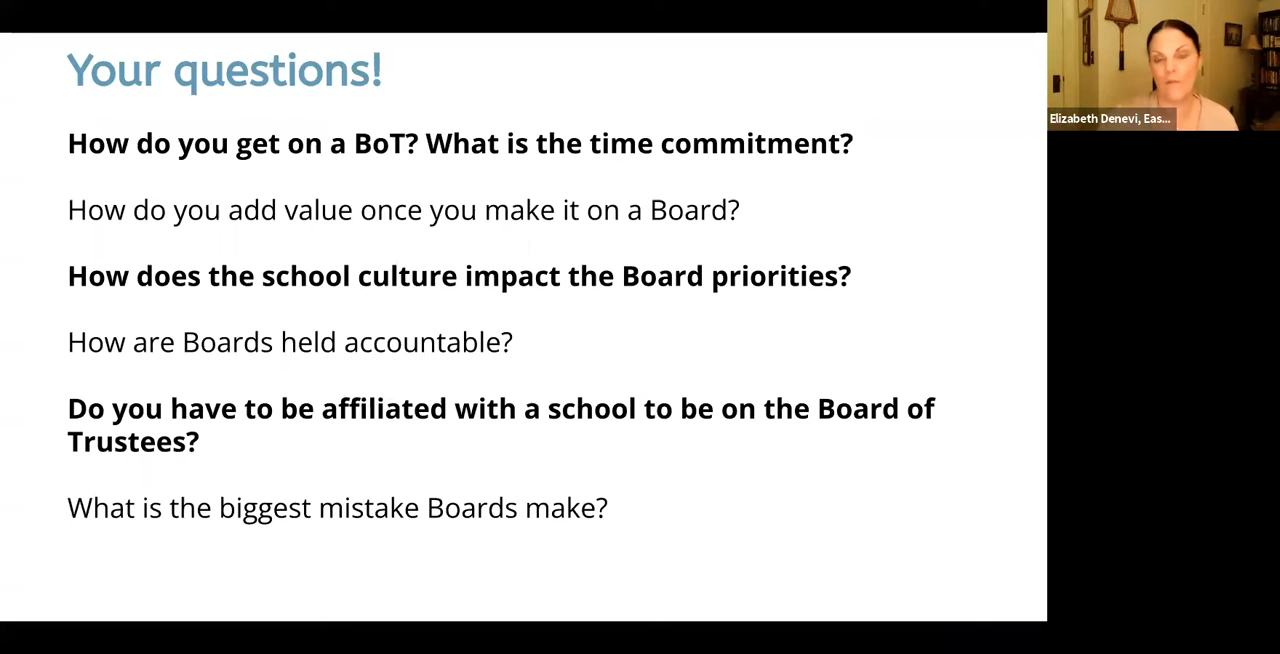 Your questions!
How do you get on a BoT? What is the time commitment?
How do you add value once you make it on a Board?
How does the school culture impact the Board priorities?
How are Boards held accountable?
Do you have to be affiliated with a school to be on the Board of
Trustees?
What is the biggest mistake Boards make?
Elizabeth Denevi, Eas...